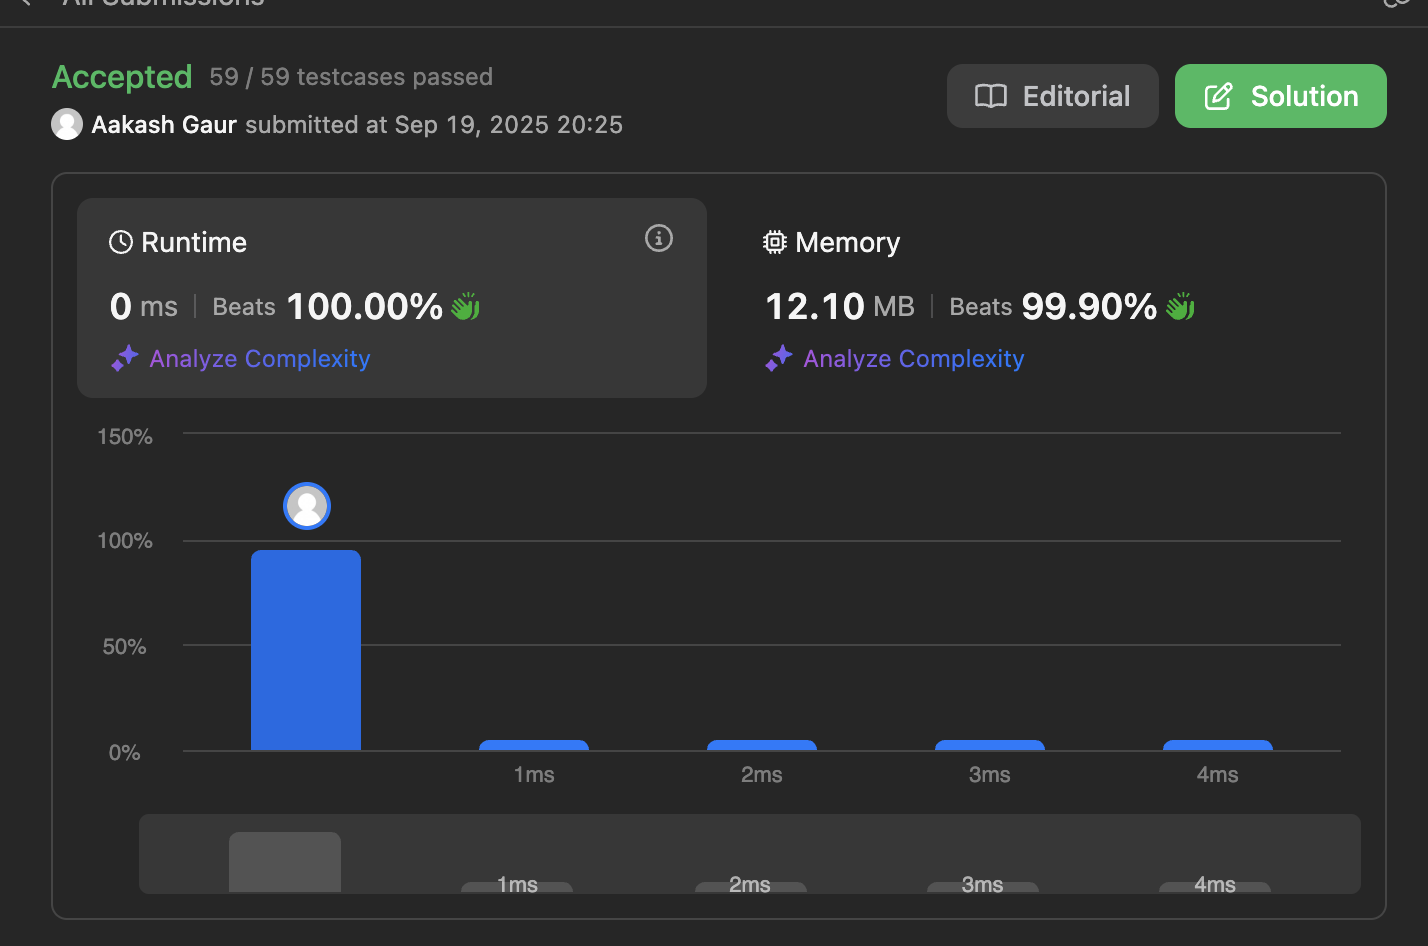 All Submissions
Accepted 59 / 59 testcases passed
Aakash Gaur submitted at Sep 19, 2025 20:25
Editorial
Solution
Runtime
0 ms | Beats 100.00%
Analyze Complexity
Memory
12.10 MB | Beats 99.90%
Analyze Complexity
150%
100%
50%
0%
1ms 2ms 3ms 4ms
1ms 2ms 3ms 4ms